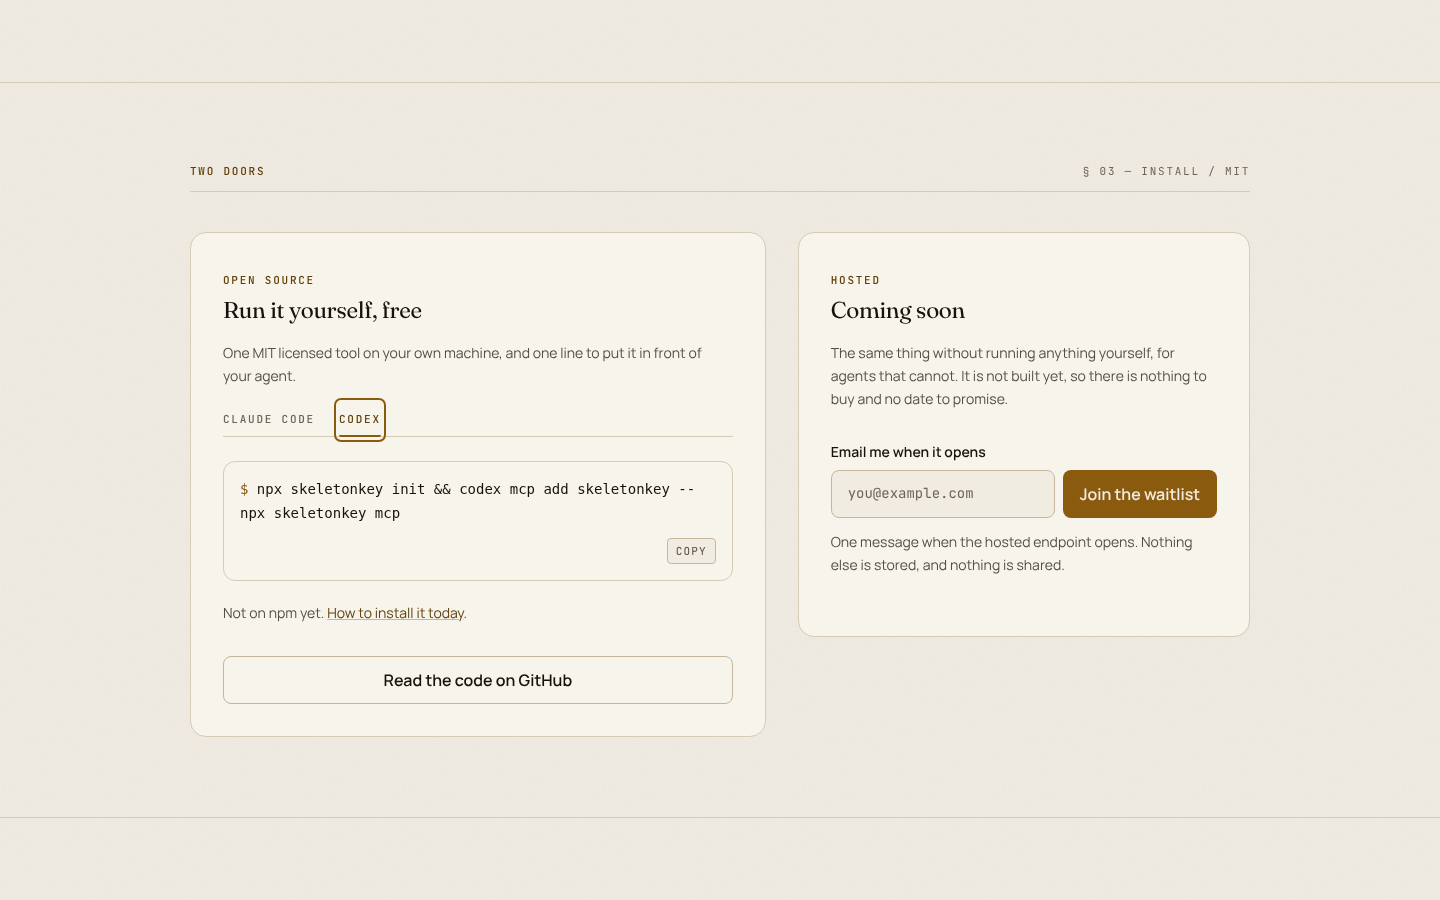 TWO DOORS
§ 03 — INSTALL / MIT
OPEN SOURCE
Run it yourself, free
One MIT licensed tool on your own machine, and one line to put it in front of
your agent.
CLAUDE CODE
CODEX
$ npx skeletonkey init && codex mcp add skeletonkey --
npx skeletonkey mcp
COPY
Not on npm yet. How to install it today.
Read the code on GitHub
HOSTED
Coming soon
The same thing without running anything yourself, for
agents that cannot. It is not built yet, so there is nothing to
buy and no date to promise.
Email me when it opens
you@example.com
Join the waitlist
One message when the hosted endpoint opens. Nothing
else is stored, and nothing is shared.